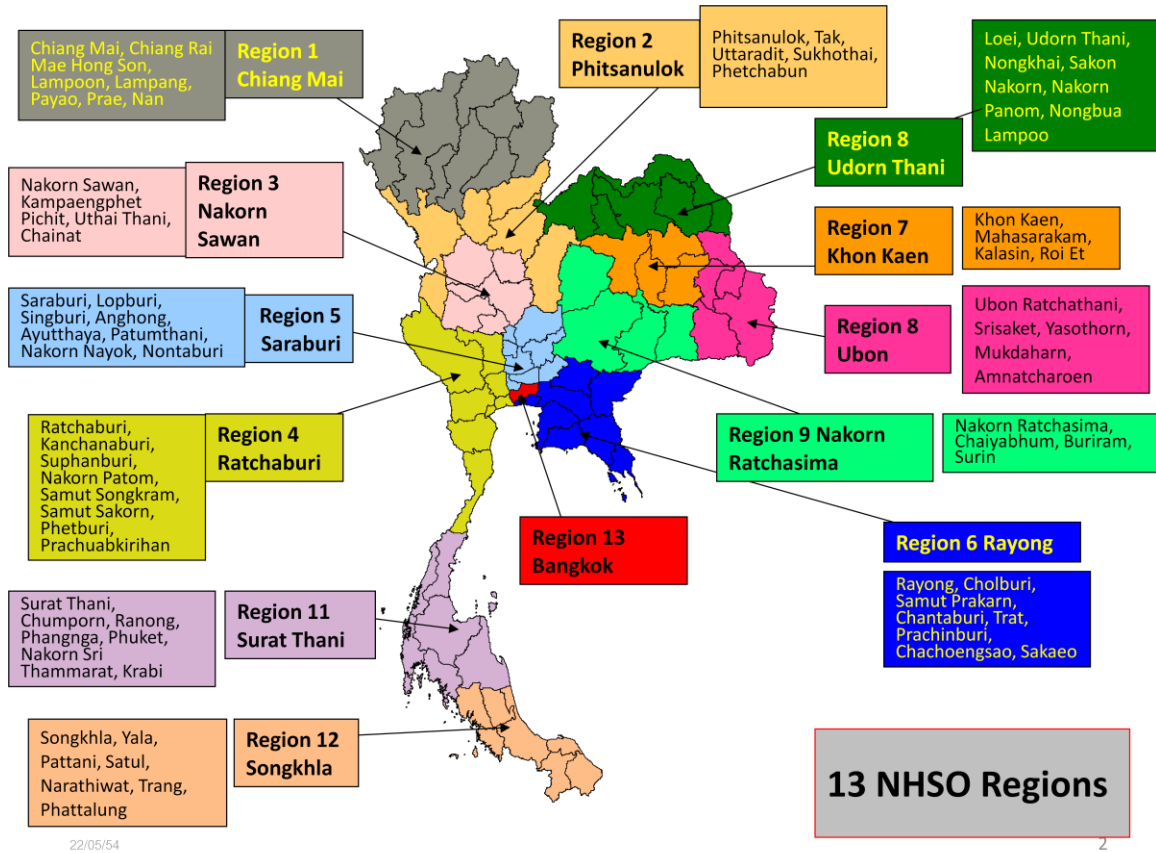 Chiang Mai, Chiang Rai
Mae Hong Son,
Lampoon, Lampang,
Payao, Prae, Nan
Region 1
Chiang Mai
Region 2
Phitsanulok
Phitsanulok, Tak,
Uttaradit, Sukhothai,
Phetchabun
Loei, Udorn Thani,
Nongkhai, Sakon
Nakorn, Nakorn
Panom, Nongbua
Lampoo
Region 8
Udorn Thani
Nakorn Sawan,
Kampaengphet
Pichit, Uthai Thani,
Chainat
Region 3
Nakorn
Sawan
Region 7
Khon Kaen
Khon Kaen,
Mahasarakam,
Kalasin, Roi Et
Saraburi, Lopburi,
Singburi, Anghong,
Ayutthaya, Patumthani,
Nakorn Nayok, Nontaburi
Region 5
Saraburi
Region 8
Ubon
Ubon Ratchathani,
Srisaket, Yasothorn,
Mukdaharn,
Amnatcharoen
Ratchaburi,
Kanchanaburi,
Suphanburi,
Nakorn Patom,
Samut Songkram,
Samut Sakorn,
Phetburi,
Prachuabkirihan
Region 4
Ratchaburi
Region 9 Nakorn
Ratchasima
Nakorn Ratchasima,
Chaiyabhum, Buriram,
Surin
Region 13
Bangkok
Region 6 Rayong
Rayong, Cholburi,
Samut Prakarn,
Chantaburi, Trat,
Prachinburi,
Chachoengsao, Sakaeo
Surat Thani,
Chumporn, Ranong,
Phangnga, Phuket,
Nakorn Sri
Thammarat, Krabi
Region 11
Surat Thani
Songkhla, Yala,
Pattani, Satul,
Narathiwat, Trang,
Phattalung
Region 12
Songkhla
13 NHSO Regions
22/05/54
2